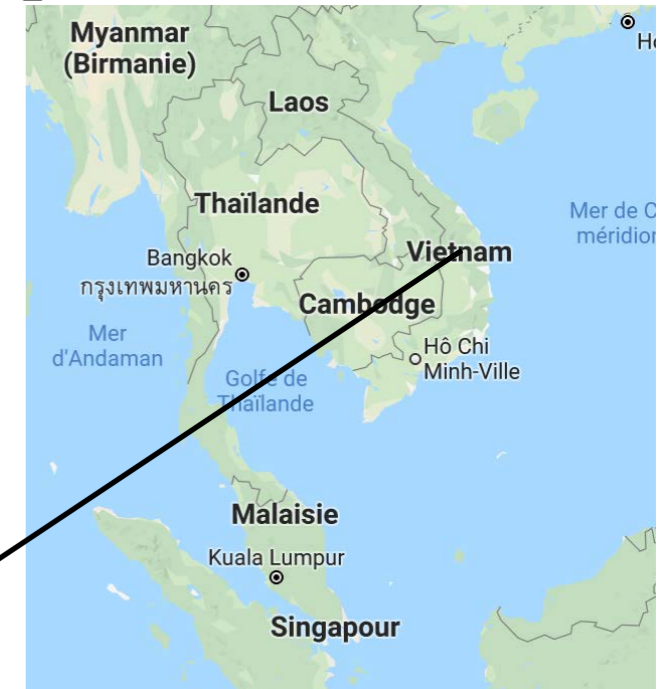 Myanmar
(Birmanie)
Ho
Laos
Thaïlande
Mer de C
méridion
Vietnam
Bangkok
กรุงเทพมหานคร
Cambodge
Mer
d'Andaman
Hô Chi
Minh-Ville
Golfe de
Thaïlande
Malaisie
Kuala Lumpur
Singapour